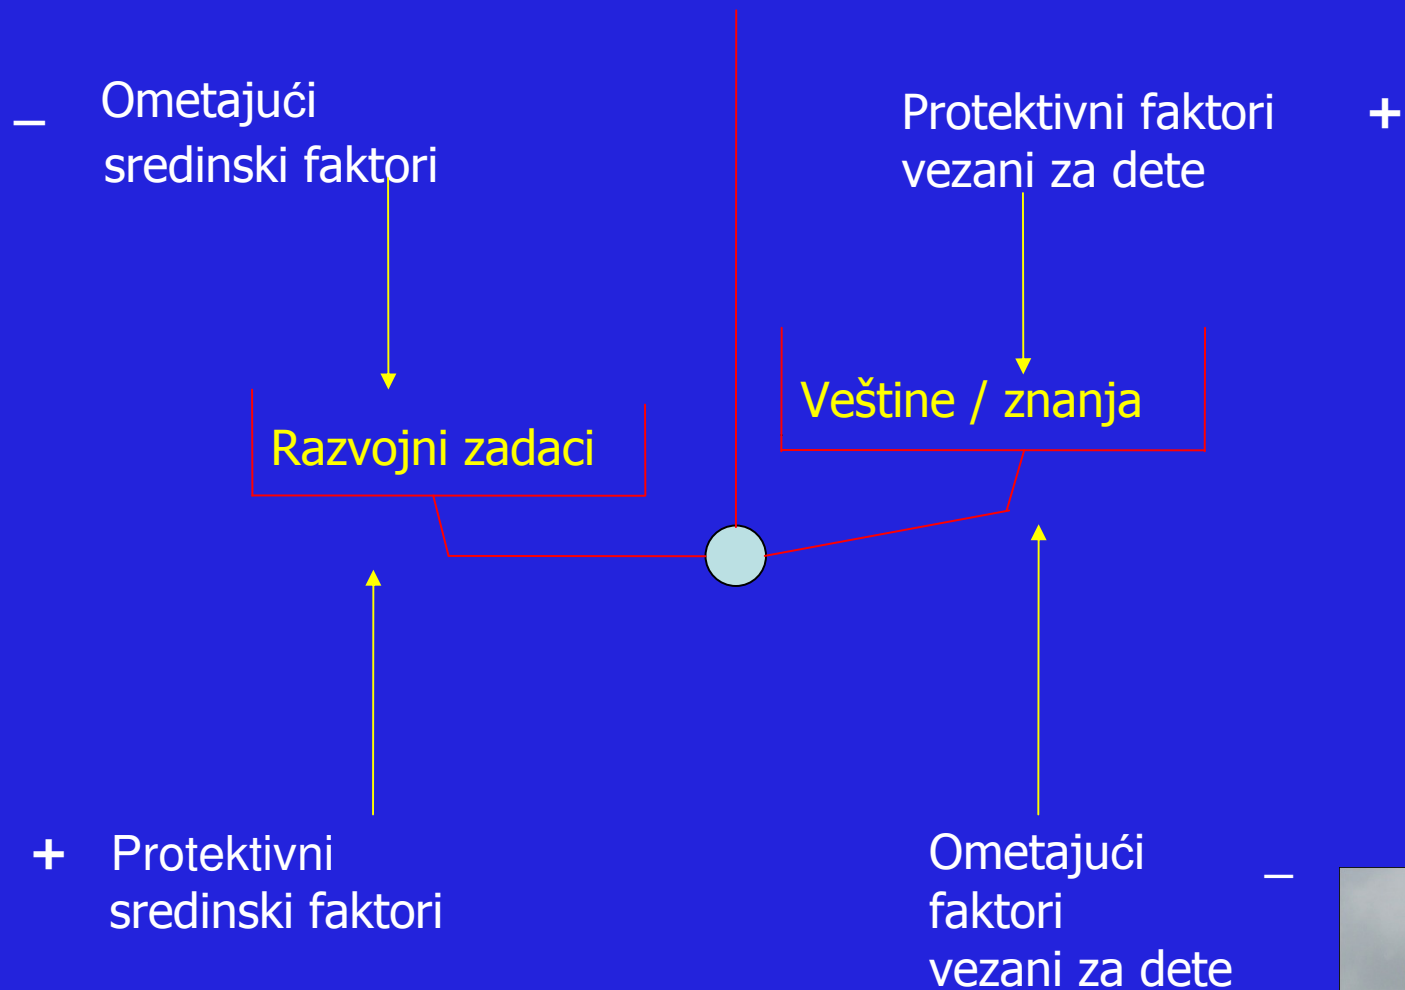 _ Ometajući
sredinski faktori
Protektivni faktori +
vezani za dete
Razvojni zadaci
Veštine / znanja
+ Protektivni
sredinski faktori
Ometajući _
faktori
vezani za dete